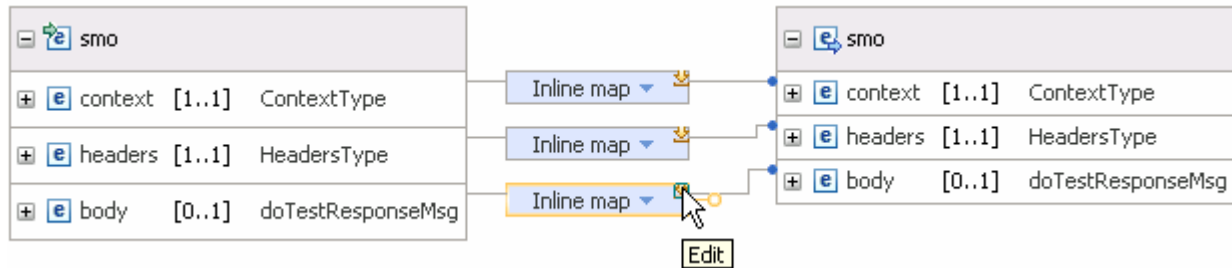 smo
context [1..1] ContextType
headers [1..1] HeadersType
body [0..1] doTestResponseMsg
Inline map
Inline map
Inline map
Edit
smo
context [1..1] ContextType
headers [1..1] HeadersType
body [0..1] doTestResponseMsg